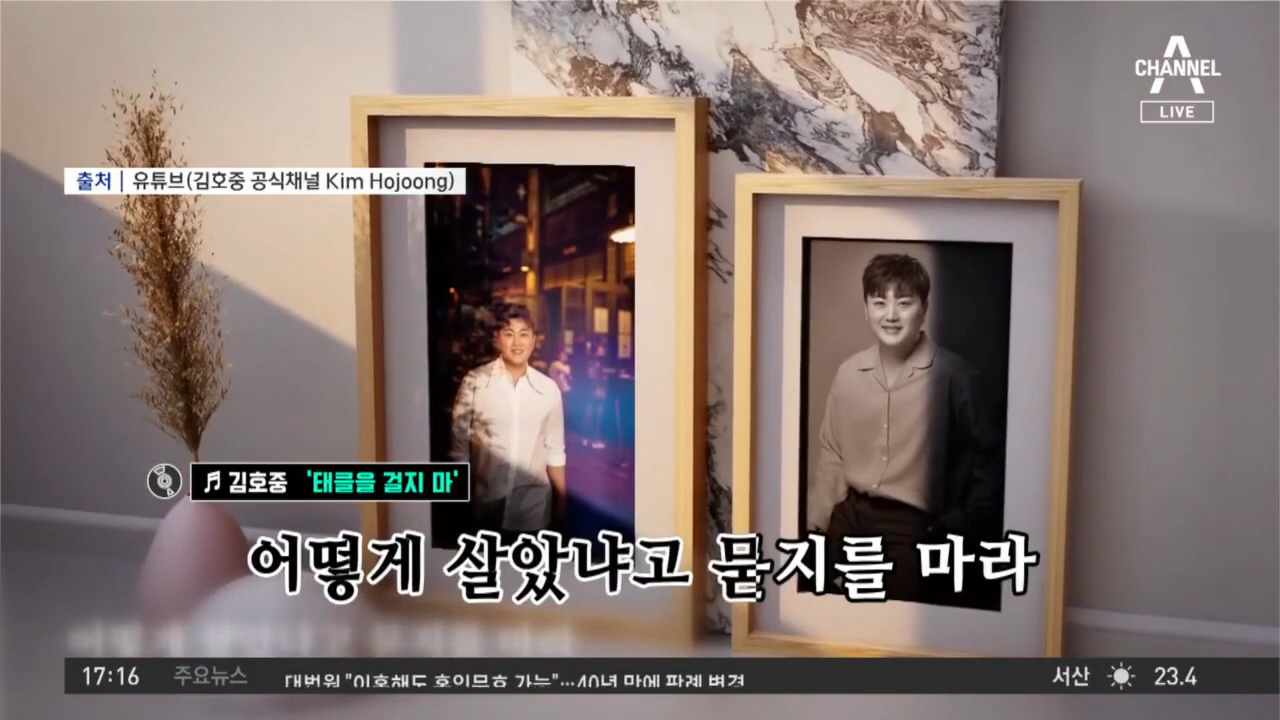 CHANNEL A
LIVE
출처 | 유튜브(김호중 공식채널 Kim Hojoong)
♬ 김호중 '태클을 걸지 마'
어떻게 살았냐고 묻지를 마라
17:16 주요뉴스 대법원 "이혼해도 혼인무효 가능"…40년 만에 판례 변경 서산 23.4